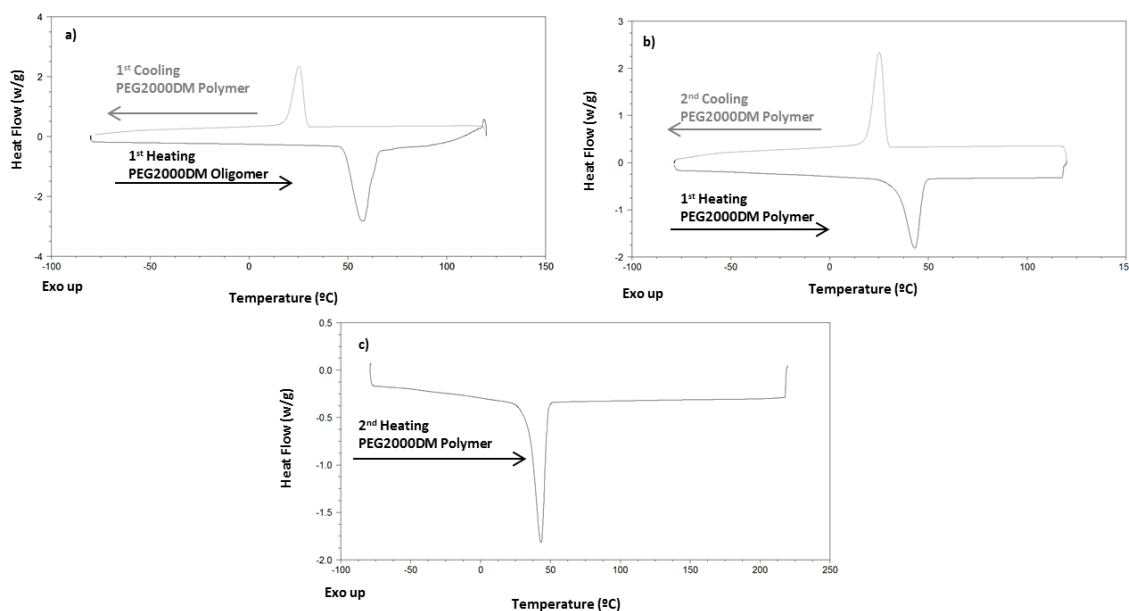 a)
4
2
0
-2
-4
Heat Flow (w/g)
1st Cooling
PEG2000DM Polymer
1st Heating
PEG2000DM Oligomer
-100
-50
0
50
100
150
Exo up
Temperature (ºC)
b)
3
2
1
0
-1
-2
Heat Flow (w/g)
2nd Cooling
PEG2000DM Polymer
1st Heating
PEG2000DM Polymer
-100
-50
0
50
100
15
Exo up
Temperature (ºC)
c)
0.5
0.0
-0.5
-1.0
-1.5
-2.0
Heat Flow (w/g)
2nd Heating
PEG2000DM Polymer
-100
-50
0
50
100
150
200
250
Exo up
Temperature (ºC)